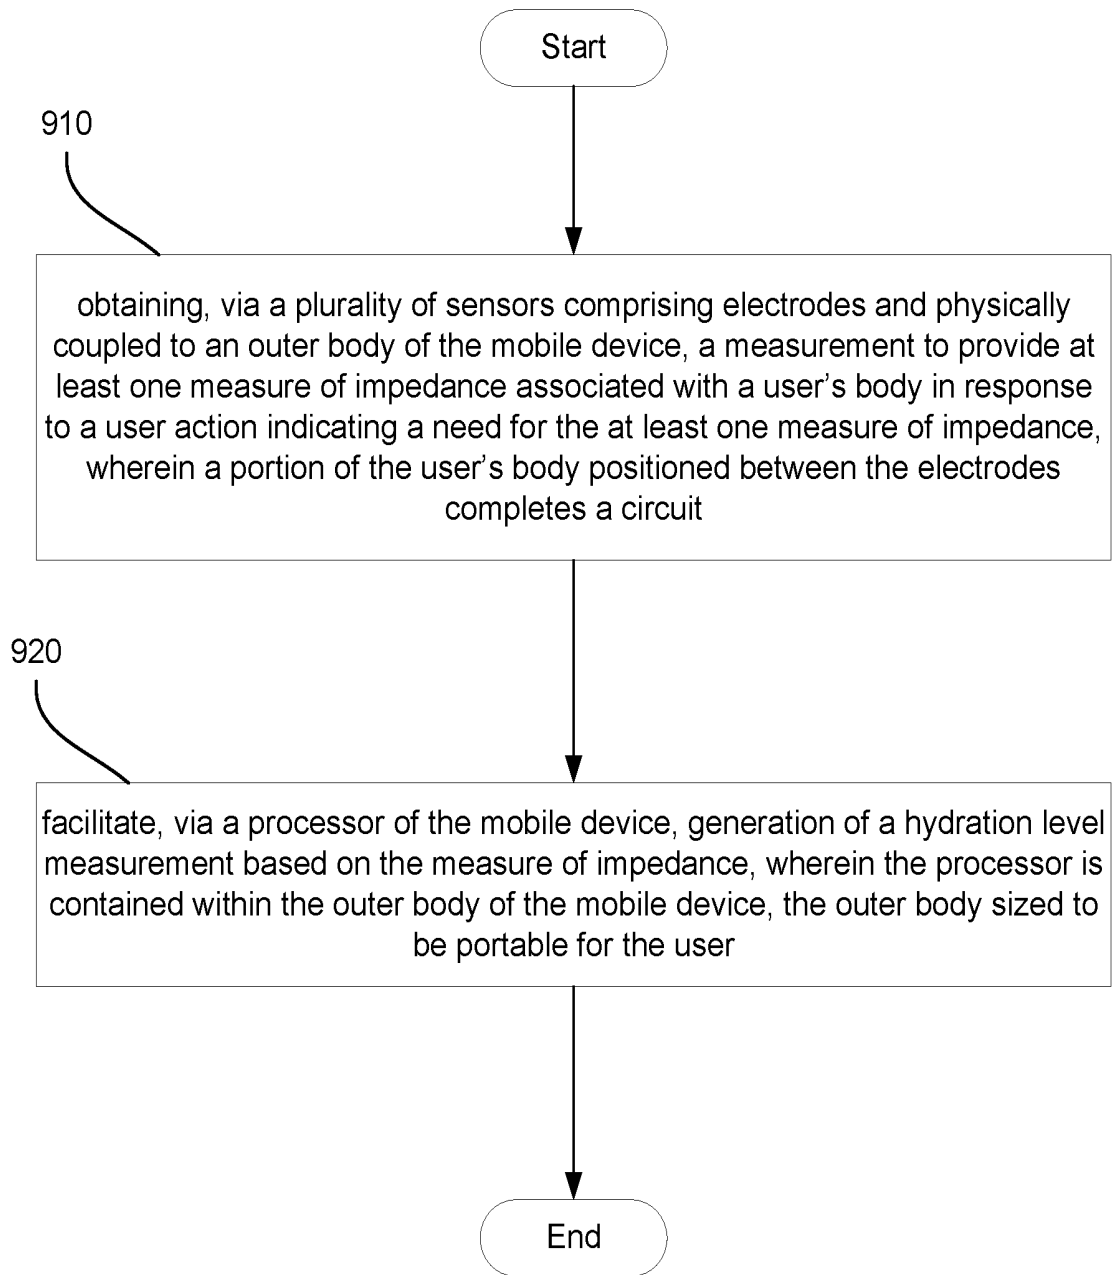 Start
910
obtaining, via a plurality of sensors comprising electrodes and physically
coupled to an outer body of the mobile device, a measurement to provide at
least one measure of impedance associated with a user's body in response
to a user action indicating a need for the at least one measure of impedance,
wherein a portion of the user's body positioned between the electrodes
completes a circuit
920
facilitate, via a processor of the mobile device, generation of a hydration level
measurement based on the measure of impedance, wherein the processor is
contained within the outer body of the mobile device, the outer body sized to
be portable for the user
End